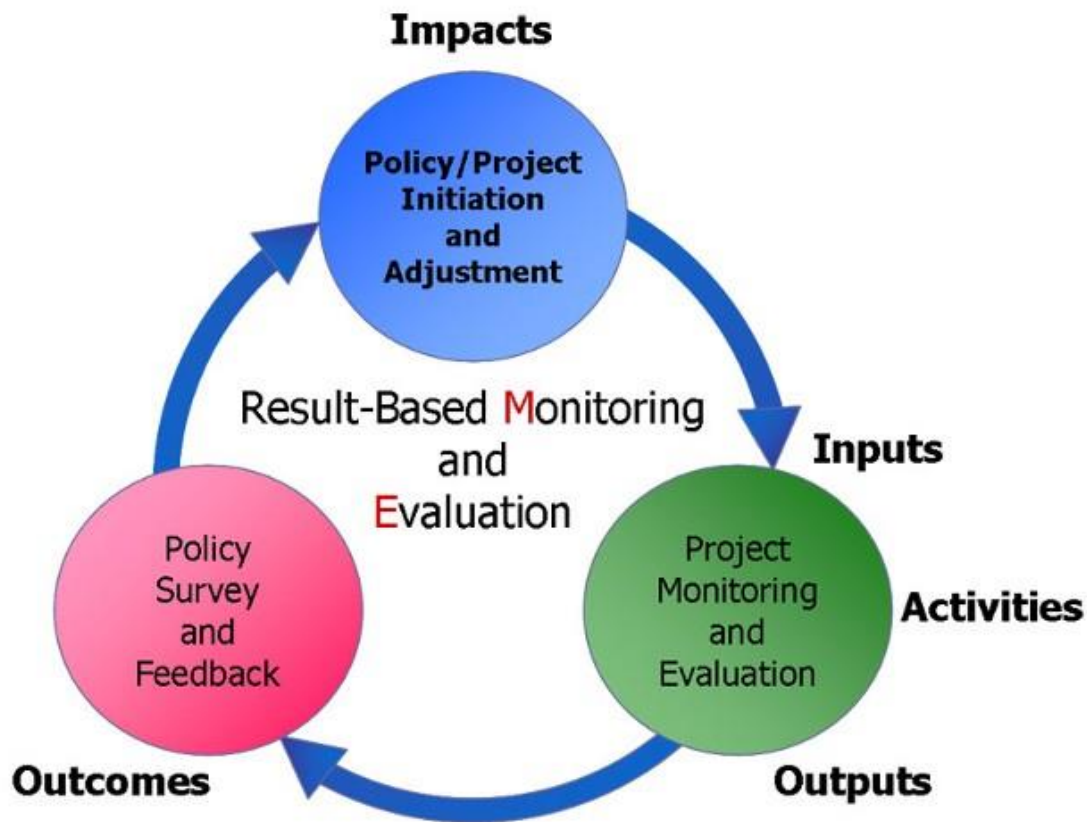 Impacts
Policy/Project
Initiation
and
Adjustment
Result-Based Monitoring
and
Evaluation
Inputs
Project
Monitoring
and
Evaluation
Activities
Outputs
Policy
Survey
and
Feedback
Outcomes